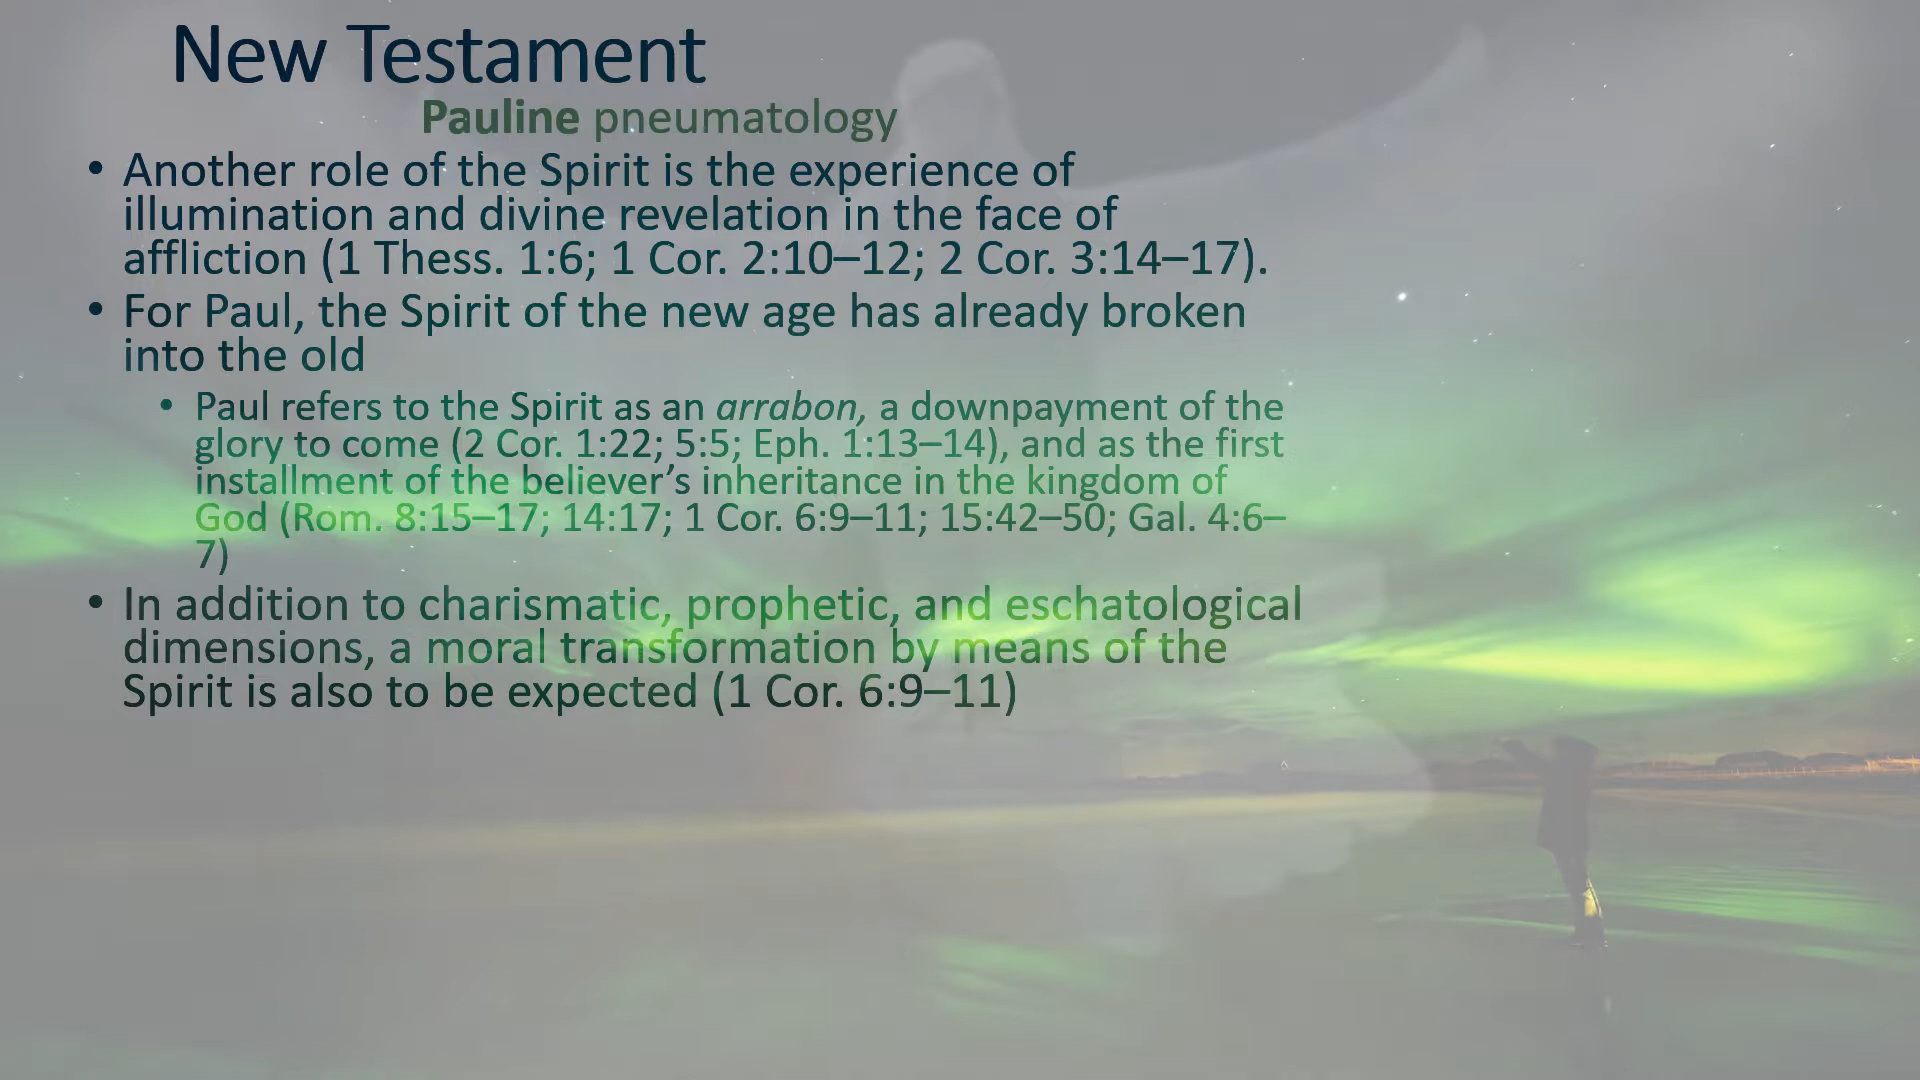 New Testament
Pauline pneumatology
• Another role of the Spirit is the experience of
illumination and divine revelation in the face of
affliction (1 Thess. 1:6; 1 Cor. 2:10–12; 2 Cor. 3:14–17).
• For Paul, the Spirit of the new age has already broken
into the old
• Paul refers to the Spirit as an arrabon, a downpayment of the
glory to come (2 Cor. 1:22; 5:5; Eph. 1:13–14), and as the first
installment of the believer’s inheritance in the kingdom of
God (Rom. 8:15–17; 14:17; 1 Cor. 6:9–11; 15:42–50; Gal. 4:6–
7)
• In addition to charismatic, prophetic, and eschatological
dimensions, a moral transformation by means of the
Spirit is also to be expected (1 Cor. 6:9–11)